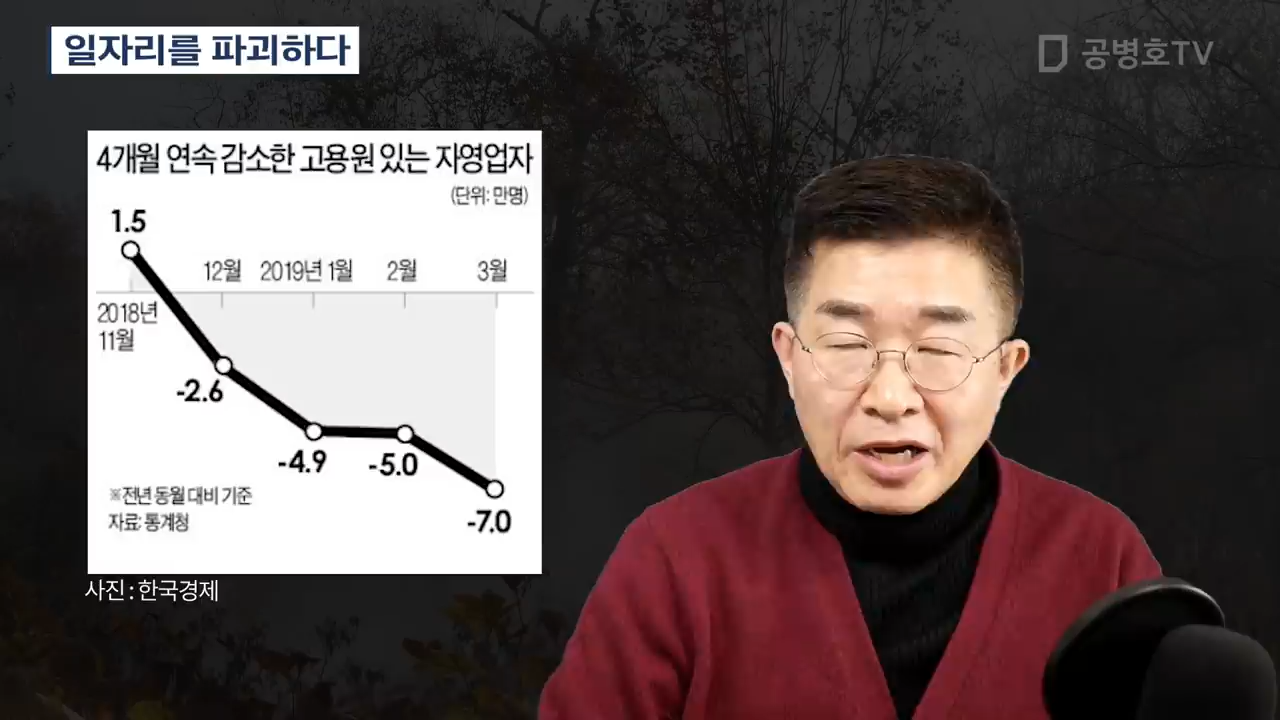 일자리를 파괴하다
공병호TV
4개월 연속 감소한 고용원 있는 자영업자
(단위: 만명)
1.5
12월 2019년 1월 2월 3월
2018년
11월
-2.6
-4.9
-5.0
-7.0
※전년 동월 대비 기준
자료: 통계청
사진 : 한국경제